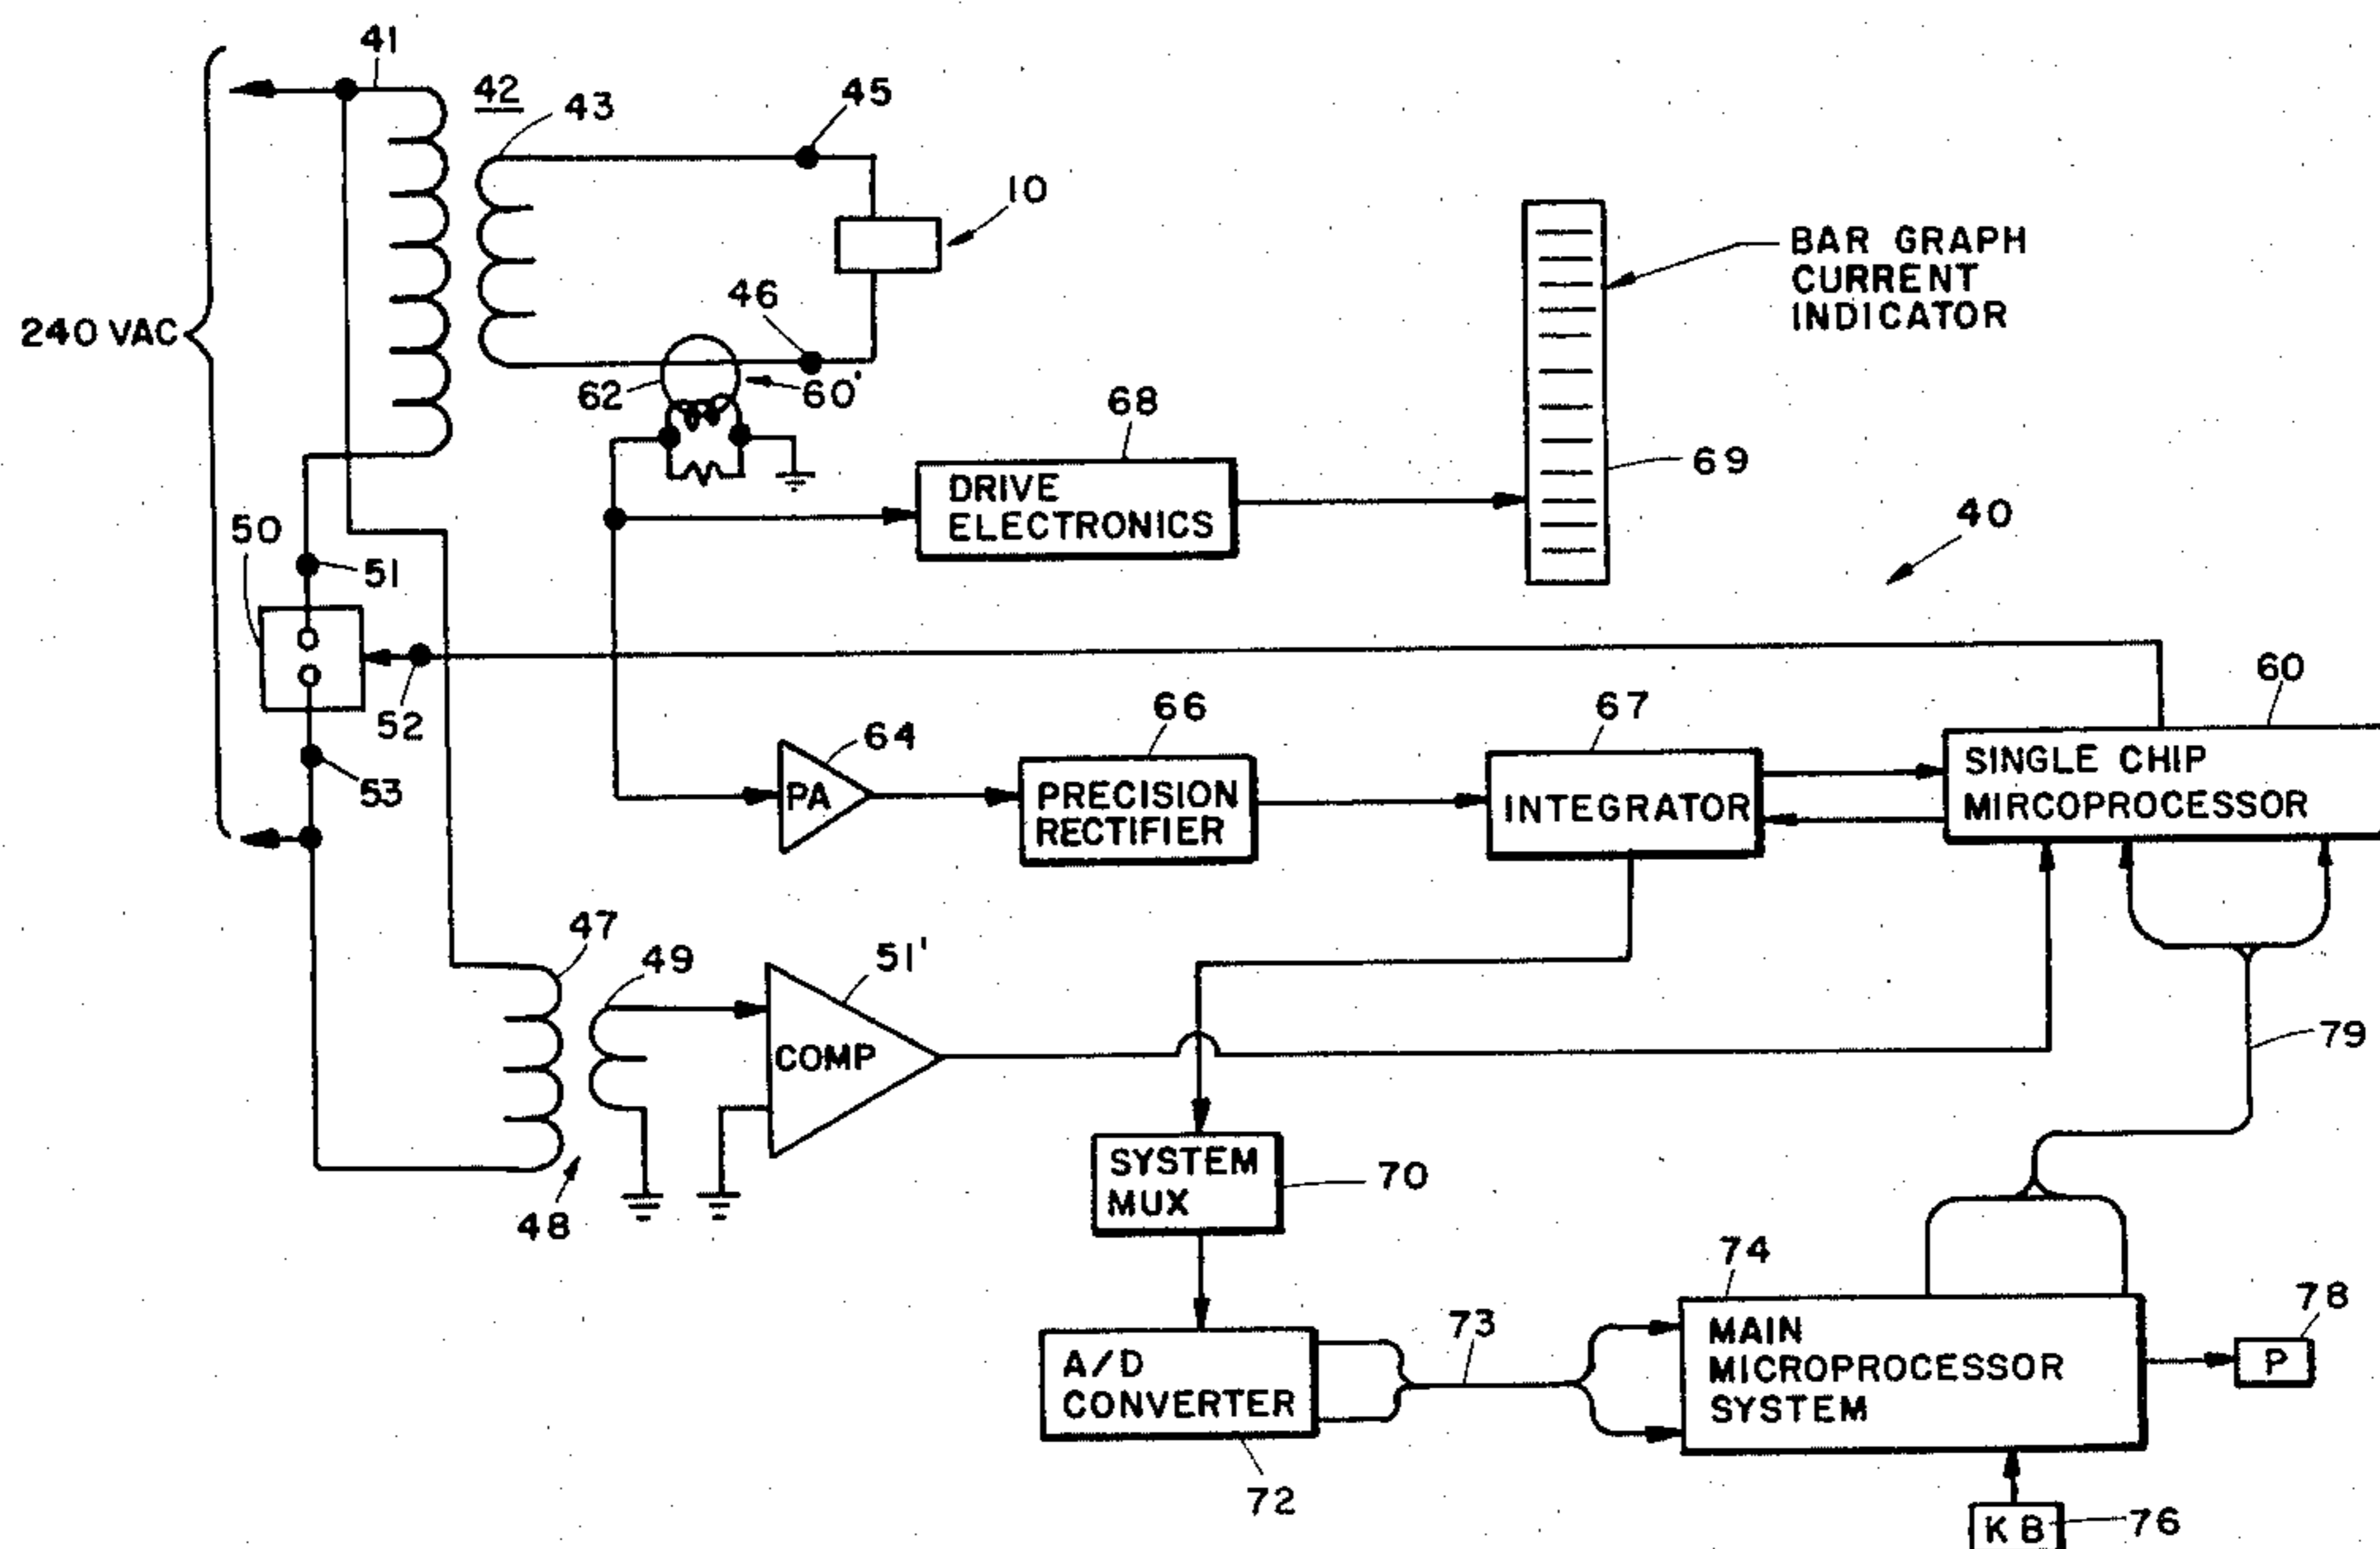 41
42
43
45
10
240 VAC
46
62
60'
BAR GRAPH
CURRENT
INDICATOR
68
DRIVE
ELECTRONICS
69
40
50
51
52
53
64
PA
66
PRECISION
RECTIFIER
67
INTEGRATOR
60
SINGLE CHIP
MIRCOPROCESSOR
47
49
51'
COMP
48
79
SYSTEM
MUX
70
A/D
CONVERTER
72
73
74
MAIN
MICROPROCESSOR
SYSTEM
78
P
KB
76